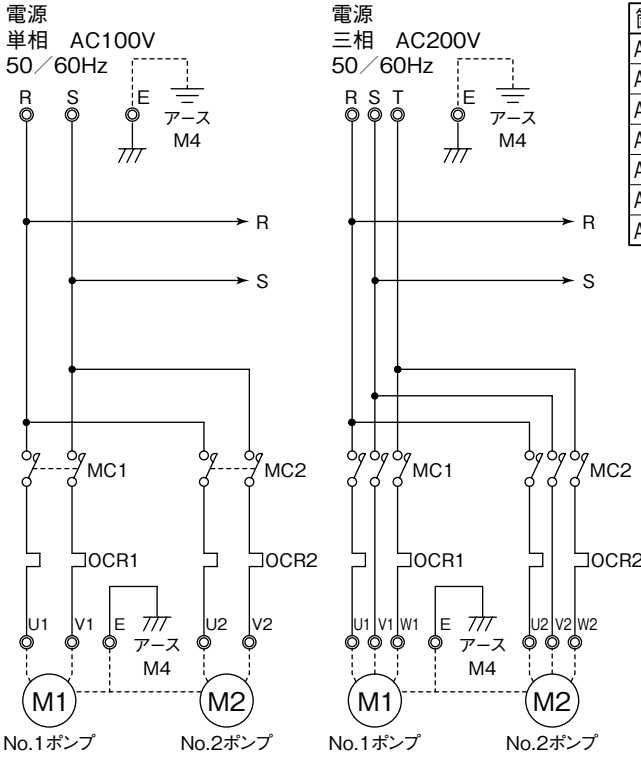 電源
単相 AC100V
50／60Hz
R S E
アース
M4
R
S
MC1 MC2
OCR1 OCR2
U1 V1 E U2 V2
アース
M4
M1 M2
No.1ポンプ No.2ポンプ
電源
三相 AC200V
50／60Hz
R S T E
アース
M4
R
S
MC1 MC2
OCR1 OCR2
U1 V1 W1 E U2 V2 W2
アース
M4
M1 M2
No.1ポンプ No.2ポンプ
A
A
A
A
A
A
A